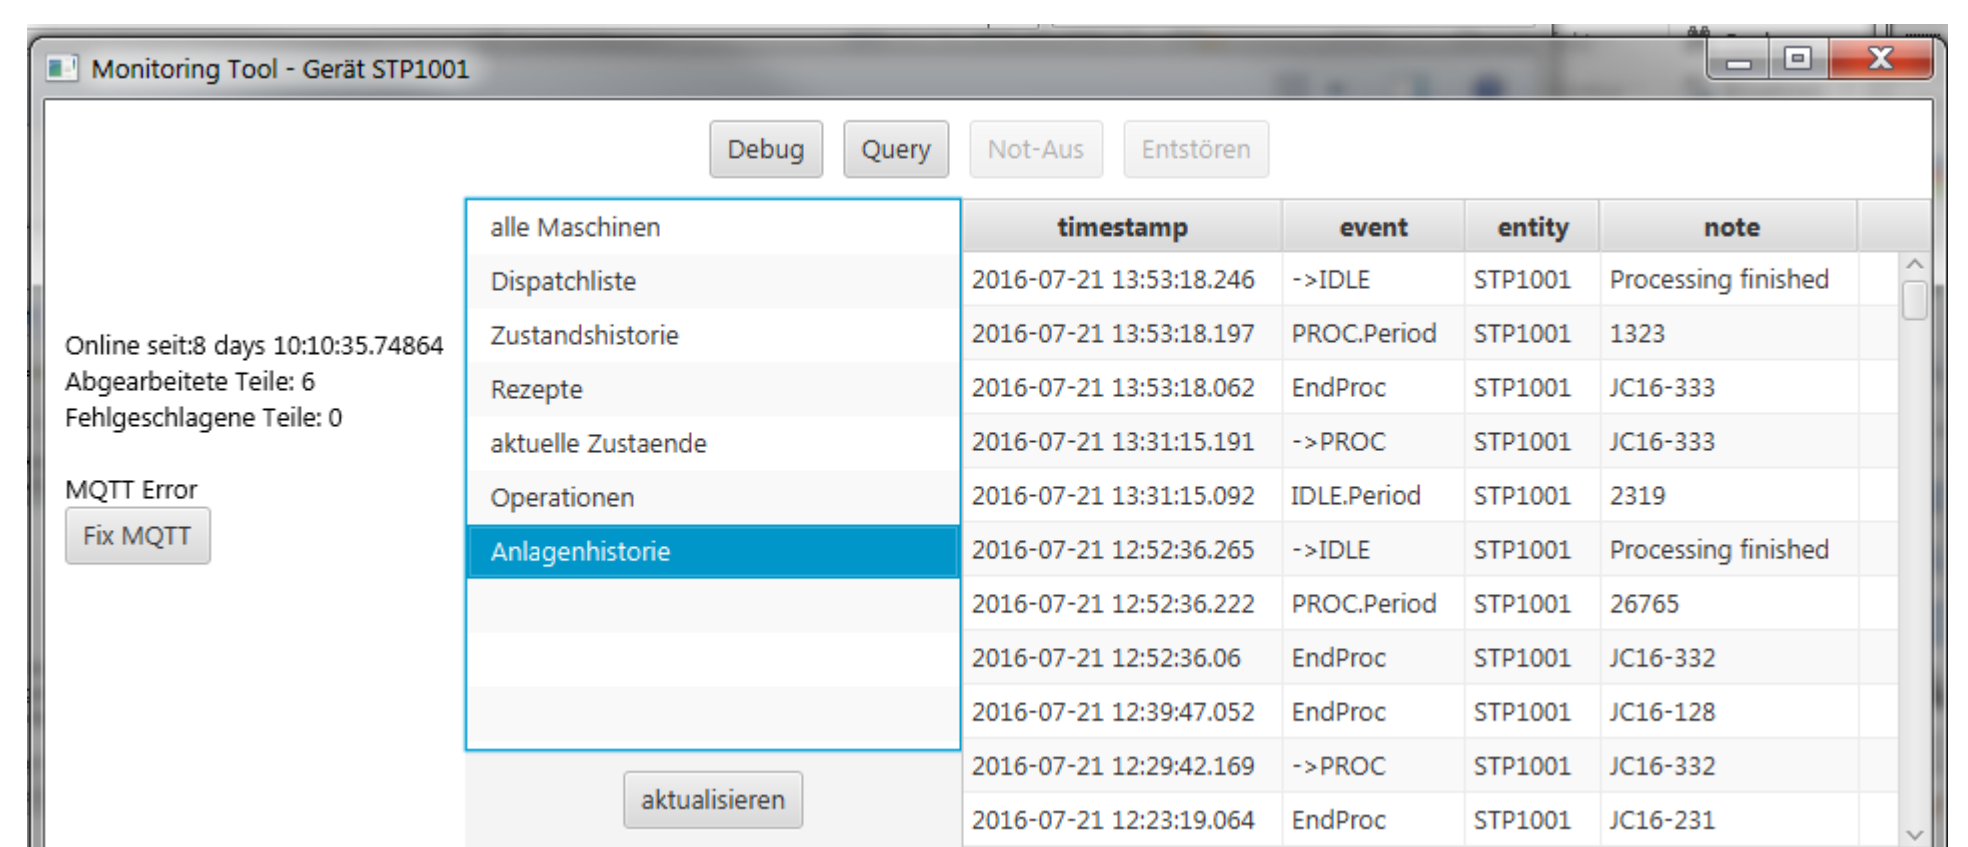 Monitoring Tool - Gerät STP1001
Debug Query Not-Aus Entstören
Online seit:8 days 10:10:35.74864
Abgearbeitete Teile: 6
Fehlgeschlagene Teile: 0
MQTT Error
Fix MQTT
alle Maschinen
Dispatchliste
Zustandshistorie
Rezepte
aktuelle Zustaende
Operationen
Anlagenhistorie
aktualisieren
timestamp event entity note
2016-07-21 13:53:18.246 ->IDLE STP1001 Processing finished
2016-07-21 13:53:18.197 PROC.Period STP1001 1323
2016-07-21 13:53:18.062 EndProc STP1001 JC16-333
2016-07-21 13:31:15.191 ->PROC STP1001 JC16-333
2016-07-21 13:31:15.092 IDLE.Period STP1001 2319
2016-07-21 12:52:36.265 ->IDLE STP1001 Processing finished
2016-07-21 12:52:36.222 PROC.Period STP1001 26765
2016-07-21 12:52:36.06 EndProc STP1001 JC16-332
2016-07-21 12:39:47.052 EndProc STP1001 JC16-128
2016-07-21 12:29:42.169 ->PROC STP1001 JC16-332
2016-07-21 12:23:19.064 EndProc STP1001 JC16-231